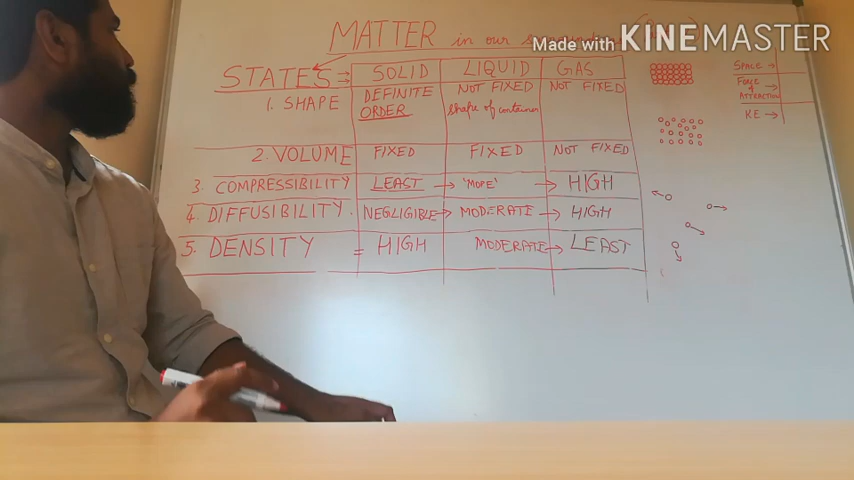 MATTER in our
Made with KINEMASTER
STATES ⇒ SOLID LIQUID GAS
1. SHAPE DEFINITE ORDER NOT FIXED shape of container NOT FIXED
2. VOLUME FIXED FIXED NOT FIXED
3. COMPRESSIBILITY LEAST → 'MORE' → HIGH
4. DIFFUSIBILITY. NEGLIGIBLE → MODERATE → HIGH
5. DENSITY = HIGH MODERATE → LEAST
SPACE →
Force of ATTRACTION →
KE →